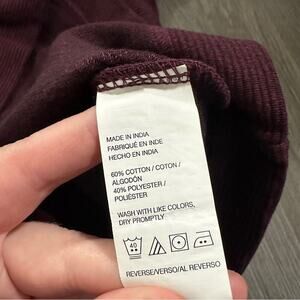 MADE IN INDIA
FABRIQUÉ EN INDE
HECHO EN INDIA
60% COTTON / COTON /
ALGODÓN
40% POLYESTER /
POLIÉSTER
WASH WITH LIKE COLORS,
DRY PROMPTLY
40
REVERSE/VERSO/AL REVERSO